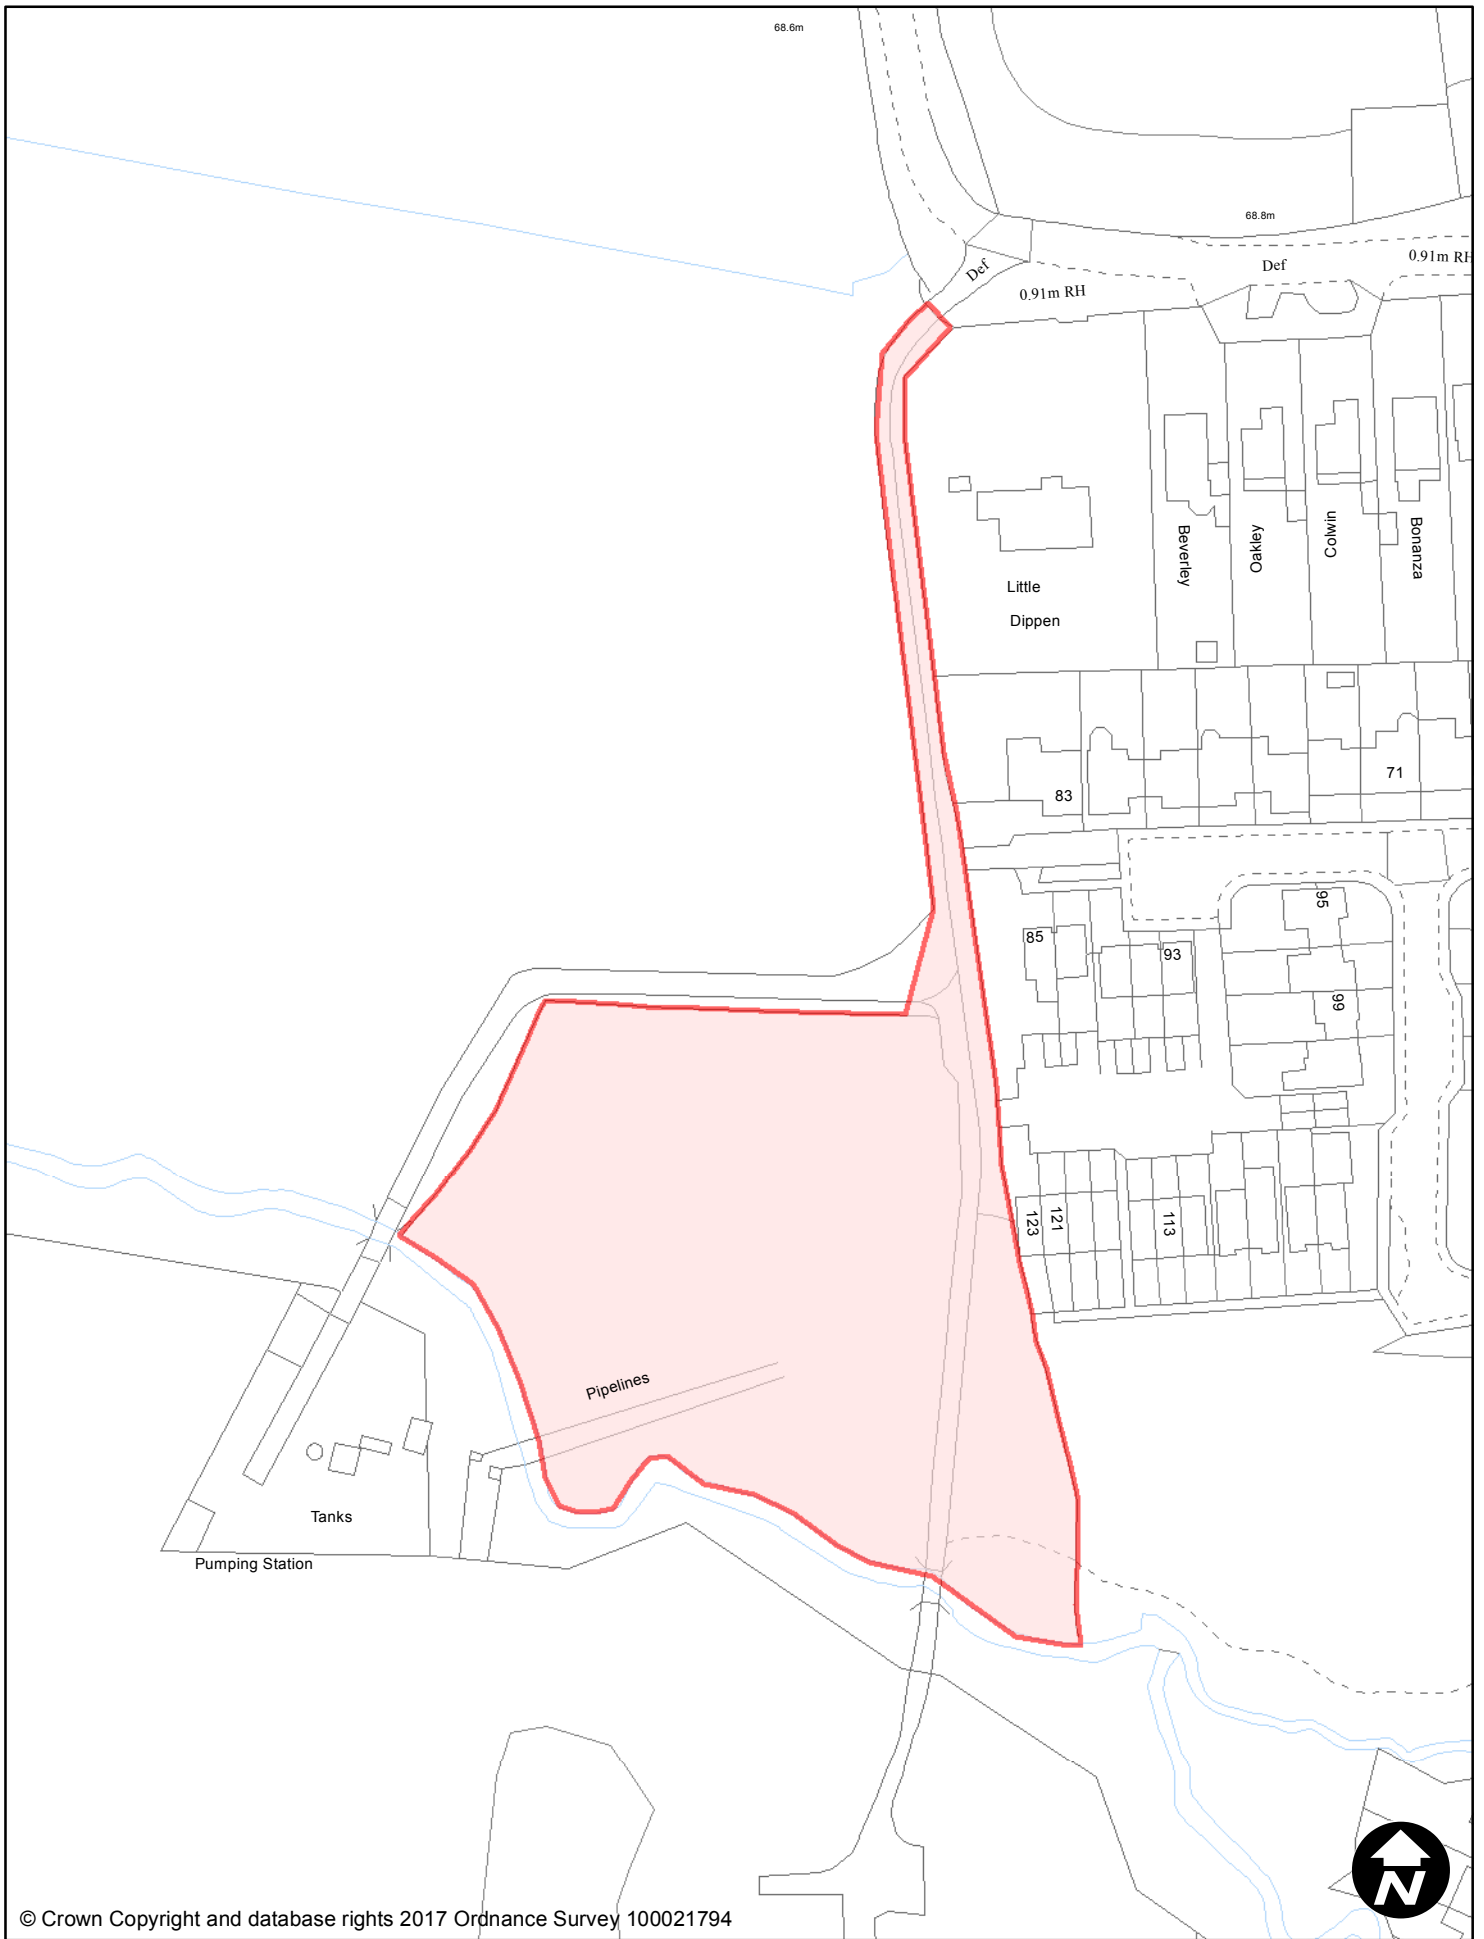 68.6m
68.8m
Def
Def
0.91m RH
0.91m RH
Beverley
Oakley
Colwin
Bonanza
Little
Dippen
71
83
95
85
93
99
123
121
113
Pipelines
Tanks
Pumping Station
N
© Crown Copyright and database rights 2017 Ordnance Survey 100021794